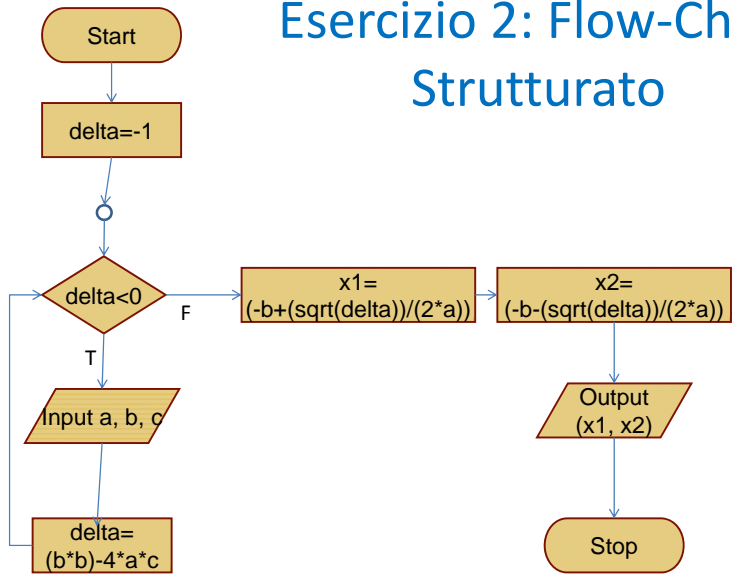 Esercizio 2: Flow-Ch
Strutturato
Start
delta=-1
delta<0
F
T
x1=
(-b+(sqrt(delta))/(2*a))
x2=
(-b-(sqrt(delta))/(2*a))
Input a, b, c
Output
(x1, x2)
delta=
(b*b)-4*a*c
Stop